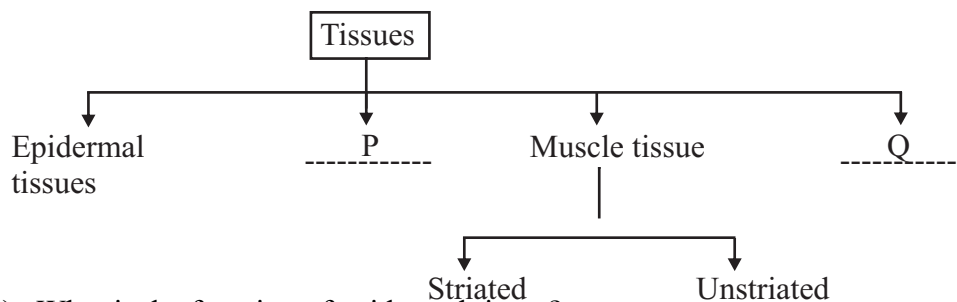 Tissues
Epidermal
tissues
P
Muscle tissue
Q
Striated
Unstriated